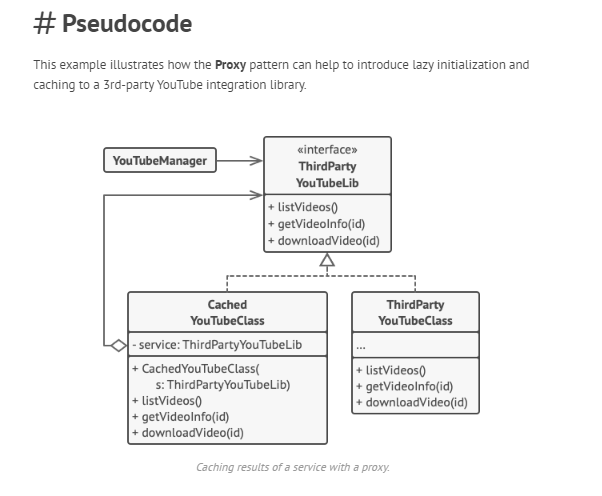 # Pseudocode
This example illustrates how the Proxy pattern can help to introduce lazy initialization and
caching to a 3rd-party YouTube integration library.
YouTubeManager
«interface»
ThirdParty
YouTubeLib
+ listVideos()
+ getVideoInfo(id)
+ downloadVideo(id)
Cached
YouTubeClass
- service: ThirdPartyYouTubeLib
+ CachedYouTubeClass(
s: ThirdPartyYouTubeLib)
+ listVideos()
+ getVideoInfo(id)
+ downloadVideo(id)
ThirdParty
YouTubeClass
...
+ listVideos()
+ getVideoInfo(id)
+ downloadVideo(id)
Caching results of a service with a proxy.